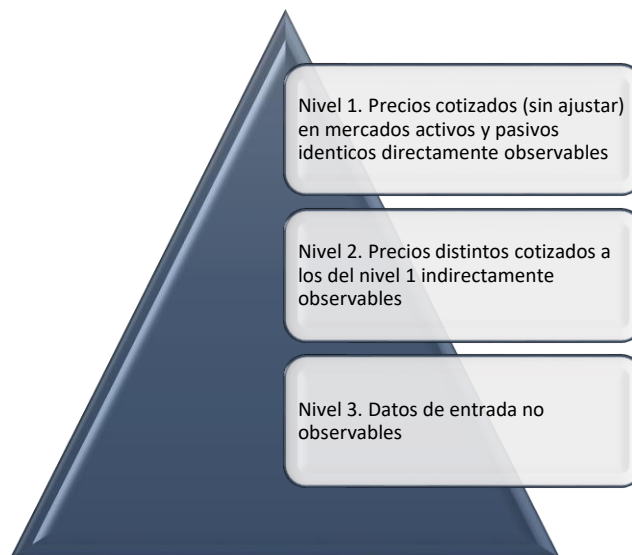 Nivel 1. Precios cotizados (sin ajustar)
en mercados activos y pasivos
identicos directamente observables
Nivel 2. Precios distintos cotizados a
los del nivel 1 indirectamente
observables
Nivel 3. Datos de entrada no
observables